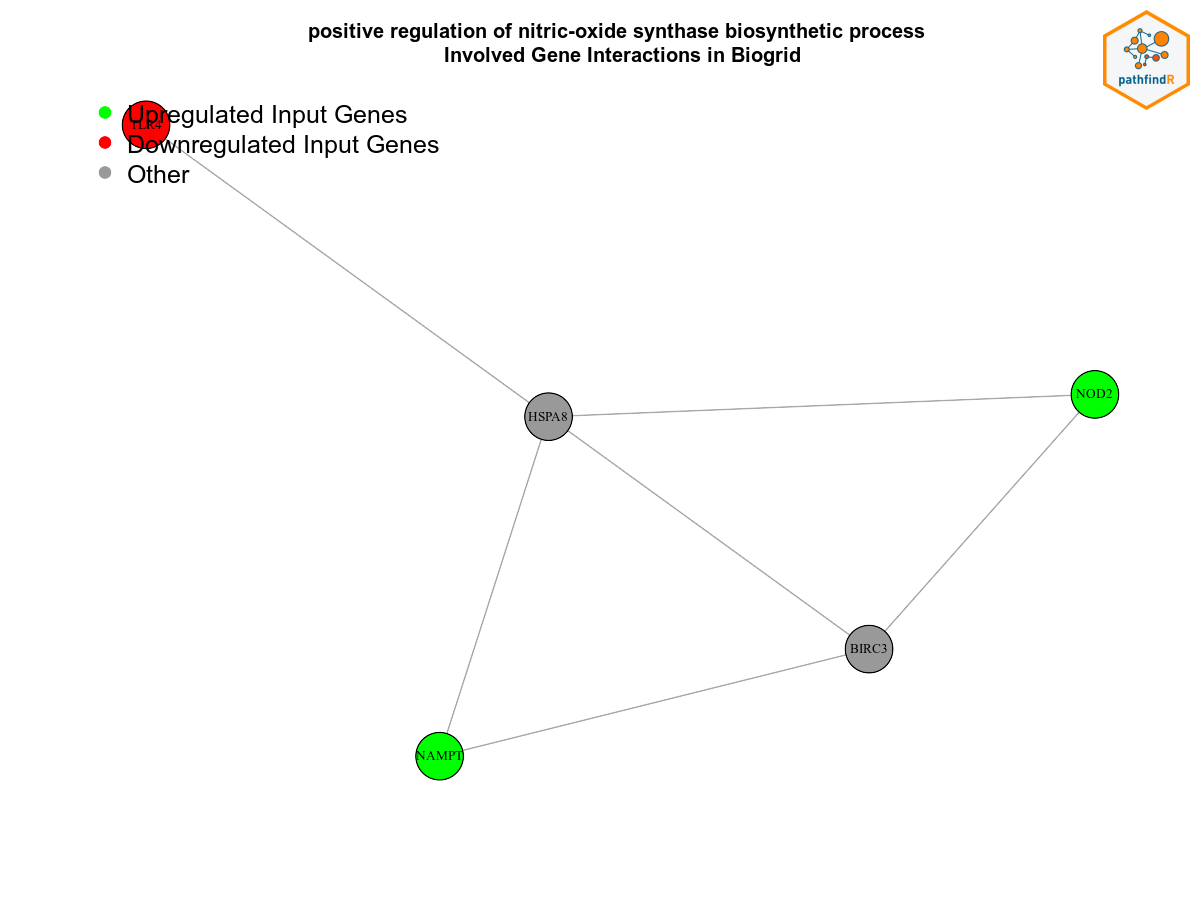 positive regulation of nitric-oxide synthase biosynthetic process
Involved Gene Interactions in Biogrid
pathfindR
Upregulated Input Genes
TLR4
Downregulated Input Genes
Other
NOD2
HSPA8
BIRC3
NAMPT